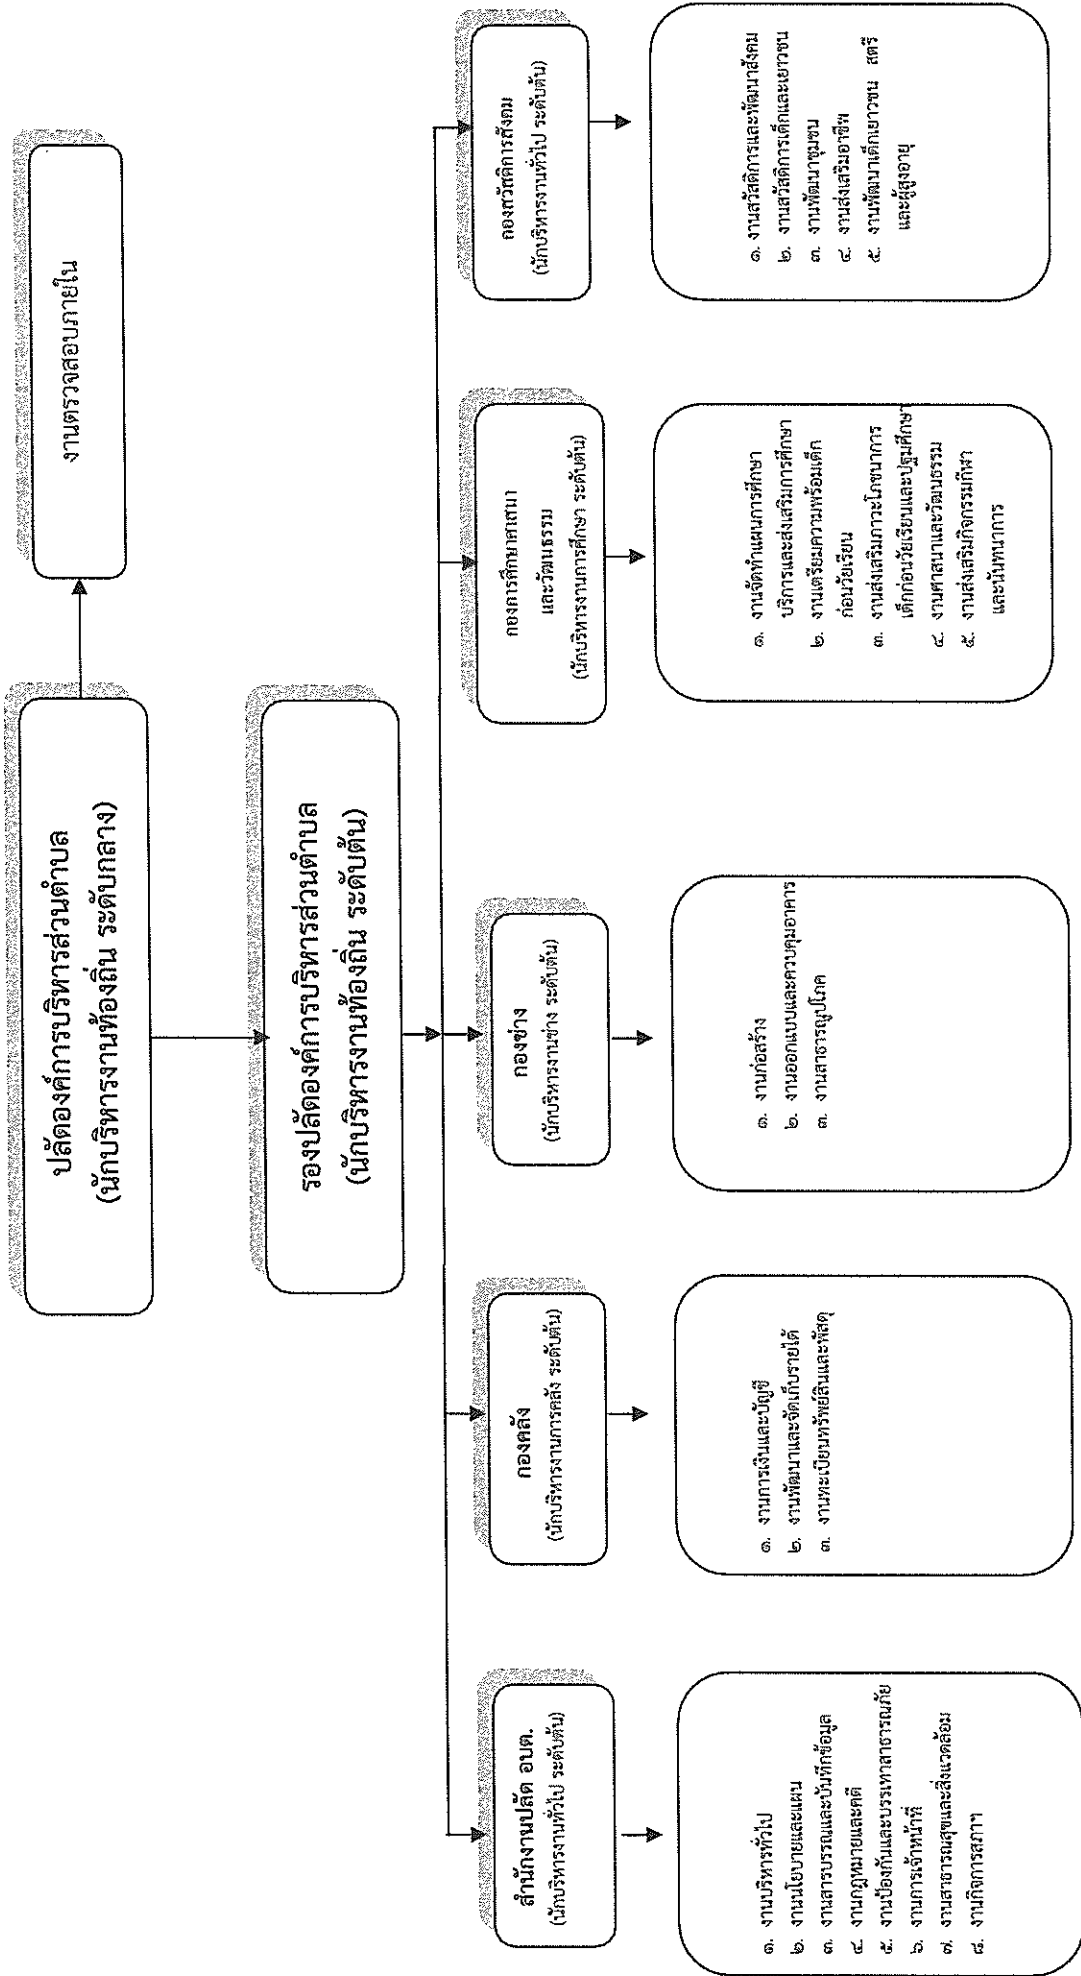 ปลัดองค์การบริหารส่วนตำบล
(นักบริหารงานท้องถิ่น ระดับกลาง)
งานตรวจสอบภายใน
รองปลัดองค์การบริหารส่วนตำบล
(นักบริหารงานท้องถิ่น ระดับต้น)
สำนักงานปลัด อบต.
(นักบริหารงานทั่วไป ระดับต้น)
กองคลัง
(นักบริหารงานการคลัง ระดับต้น)
กองช่าง
(นักบริหารงานช่าง ระดับต้น)
กองการศึกษาศาสนา
และวัฒนธรรม
(นักบริหารงานการศึกษา ระดับต้น)
กองสวัสดิการสังคม
(นักบริหารงานทั่วไป ระดับต้น)
๑. งานบริหารทั่วไป
๒. งานนโยบายและแผน
๓. งานสารบรรณและบันทึกข้อมูล
๔. งานกฎหมายและคดี
๕. งานป้องกันและบรรเทาสาธารณภัย
๖. งานการเจ้าหน้าที่
๗. งานสาธารณสุขและสิ่งแวดล้อม
๘. งานกิจการสภาฯ
๑. งานการเงินและบัญชี
๒. งานพัฒนาและจัดเก็บรายได้
๓. งานทะเบียนทรัพย์สินและพัสดุ
๑. งานก่อสร้าง
๒. งานออกแบบและควบคุมอาคาร
๓. งานสาธารณูปโภค
๑. งานจัดทำแผนการศึกษา
บริการและส่งเสริมการศึกษา
๒. งานเตรียมความพร้อมเด็ก
ก่อนวัยเรียน
๓. งานส่งเสริมภาวะโภชนาการ
เด็กก่อนวัยเรียนและปฐมศึกษา
๔. งานศาสนาและวัฒนธรรม
๕. งานส่งเสริมกิจกรรมกีฬา
และนันทนาการ
๑. งานสวัสดิการและพัฒนาสังคม
๒. งานสวัสดิการเด็กและเยาวชน
๓. งานพัฒนาชุมชน
๔. งานส่งเสริมอาชีพ
๕. งานพัฒนาเด็กเยาวชน สตรี
และผู้สูงอายุ